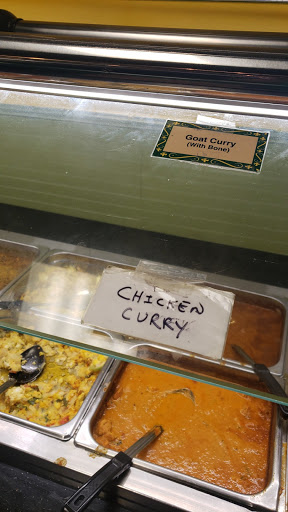 Goat Curry
(With Bone)
CHICKEN
CURRY